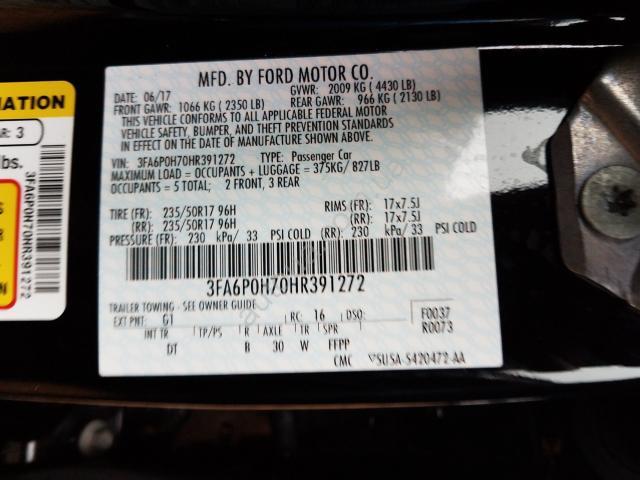 MFD. BY FORD MOTOR CO.
DATE: 06/17
GVWR: 2009 KG ( 4430 LB)
FRONT GAWR: 1066 KG ( 2350 LB)
REAR GAWR: 966 KG ( 2130 LB)
THIS VEHICLE CONFORMS TO ALL APPLICABLE FEDERAL MOTOR
VEHICLE SAFETY, BUMPER, AND THEFT PREVENTION STANDARDS
IN EFFECT ON THE DATE OF MANUFACTURE SHOWN ABOVE.
VIN: 3FA6P0H70HR391272 TYPE: Passenger Car
MAXIMUM LOAD = OCCUPANTS + LUGGAGE = 375KG/ 827LB
OCCUPANTS = 5 TOTAL; 2 FRONT, 3 REAR
TIRE (FR): 235/50R17 96H RIMS (FR): 17x7.5J
(RR): 235/50R17 96H (RR): 17x7.5J
PRESSURE (FR): 230 kPa/ 33 PSI COLD (RR): 230 kPa/ 33 PSI COLD
3FA6P0H70HR391272
TRAILER TOWING - SEE OWNER GUIDE
EXT PNT: G1 RC: 16 DSO:
F0037
R0073
INT TR TP/PS R AXLE TR SPR
DT B 30 W FFPP
CMC
5U5A-5420472-AA
MATION
AR: 3
lbs.
3FA6P0H70HR391272